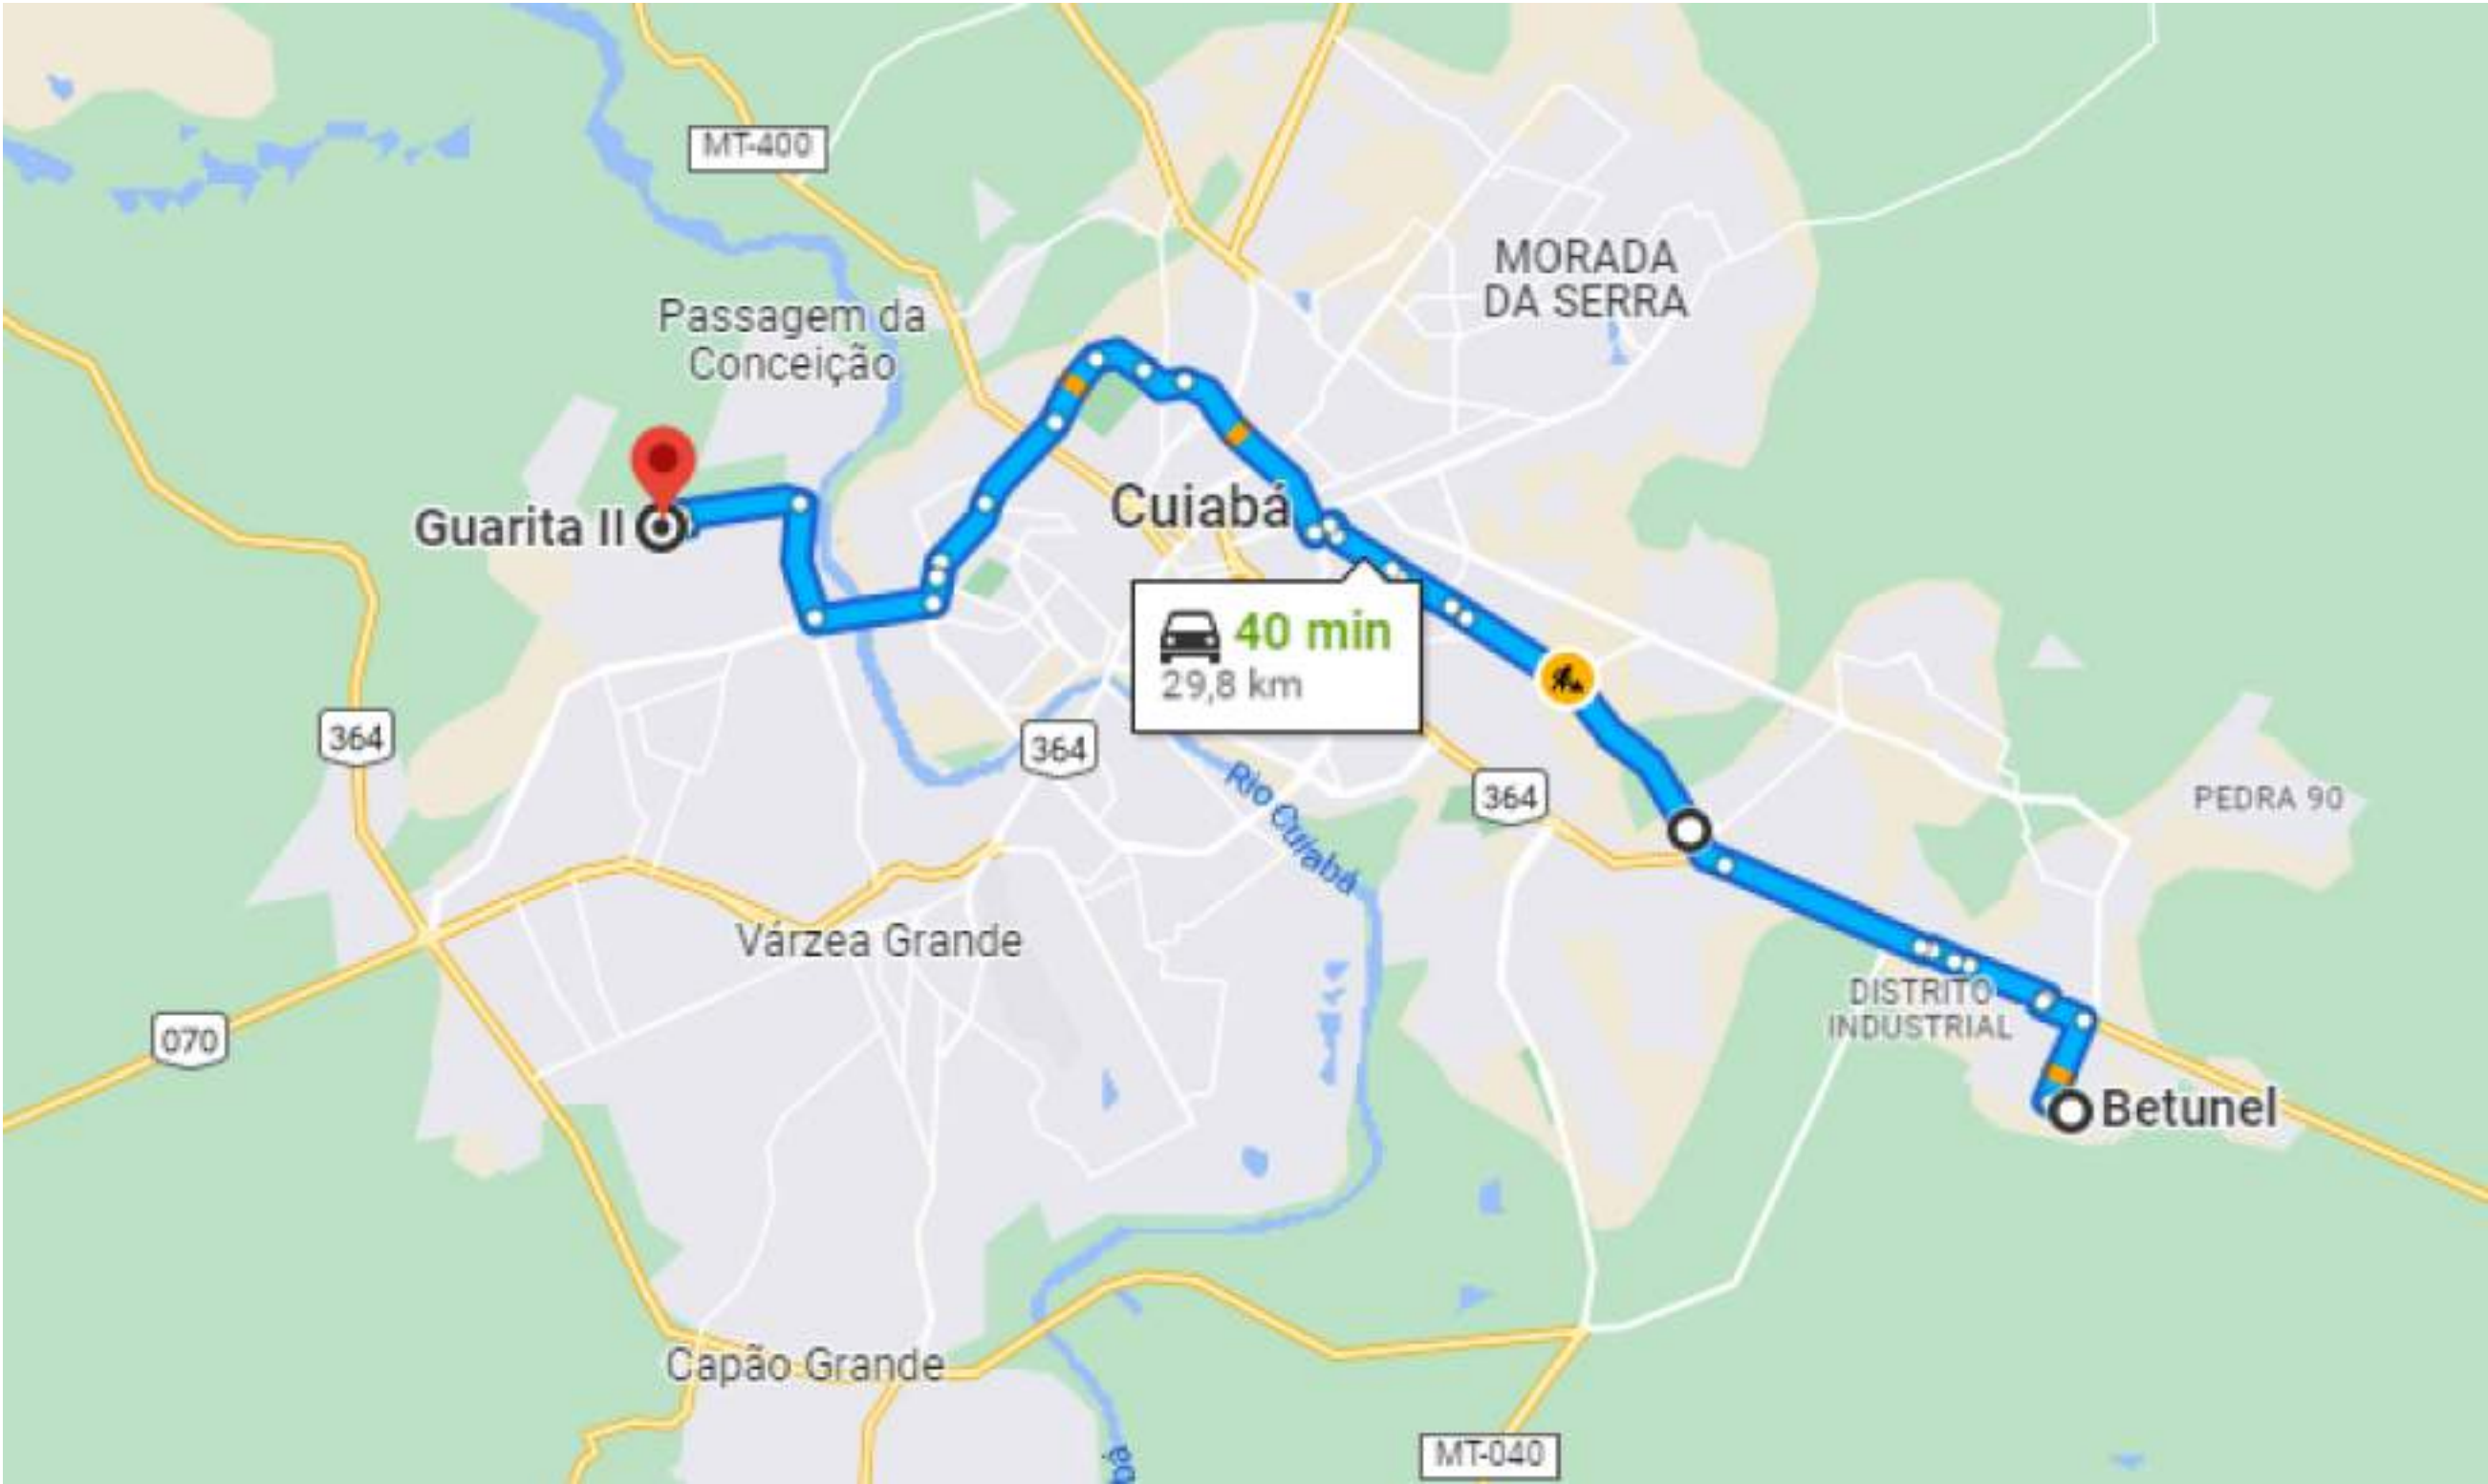 MT-400
MORADA
DA SERRA
Passagem da
Conceição
Cuiabá
Guarita II
40 min
29,8 km
364
364
364
Rio Cuiabá
PEDRA 90
Várzea Grande
DISTRITO
INDUSTRIAL
070
Betunel
Capão Grande
MT-040
bá